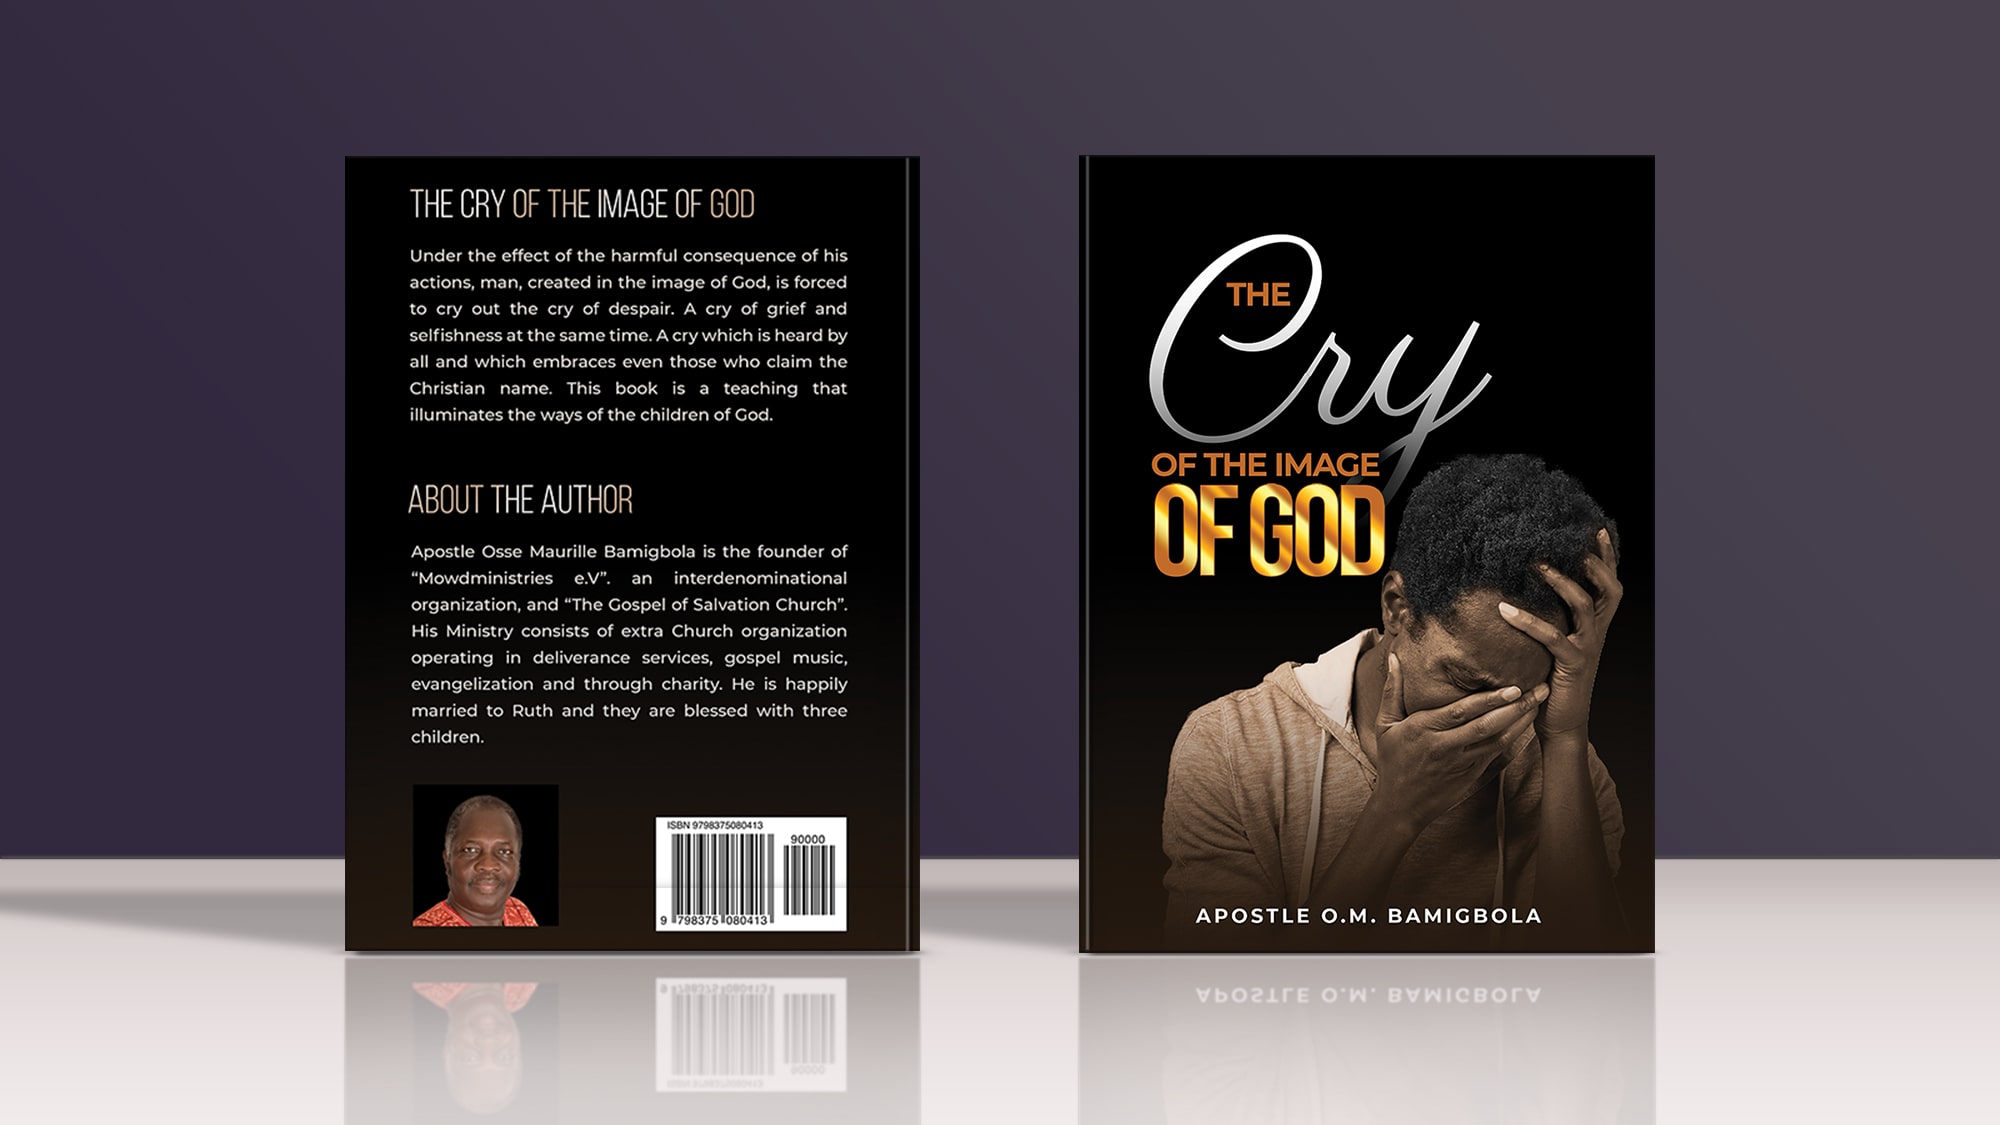 THE CRY OF THE IMAGE OF GOD
Under the effect of the harmful consequence of his
actions, man, created in the image of God, is forced
to cry out the cry of despair. A cry of grief and
selfishness at the same time. A cry which is heard by
all and which embraces even those who claim the
Christian name. This book is a teaching that
illuminates the ways of the children of God.
ABOUT THE AUTHOR
Apostle Osse Maurille Bamigbola is the founder of
“Mowdministries e.V”. an interdenominational
organization, and “The Gospel of Salvation Church”.
His Ministry consists of extra Church organization
operating in deliverance services, gospel music,
evangelization and through charity. He is happily
married to Ruth and they are blessed with three
children.
ISBN 9798375080413
90000
9 798375 080413
THE
Cry
OF THE IMAGE
OF GOD
APOSTLE O.M. BAMIGBOLA